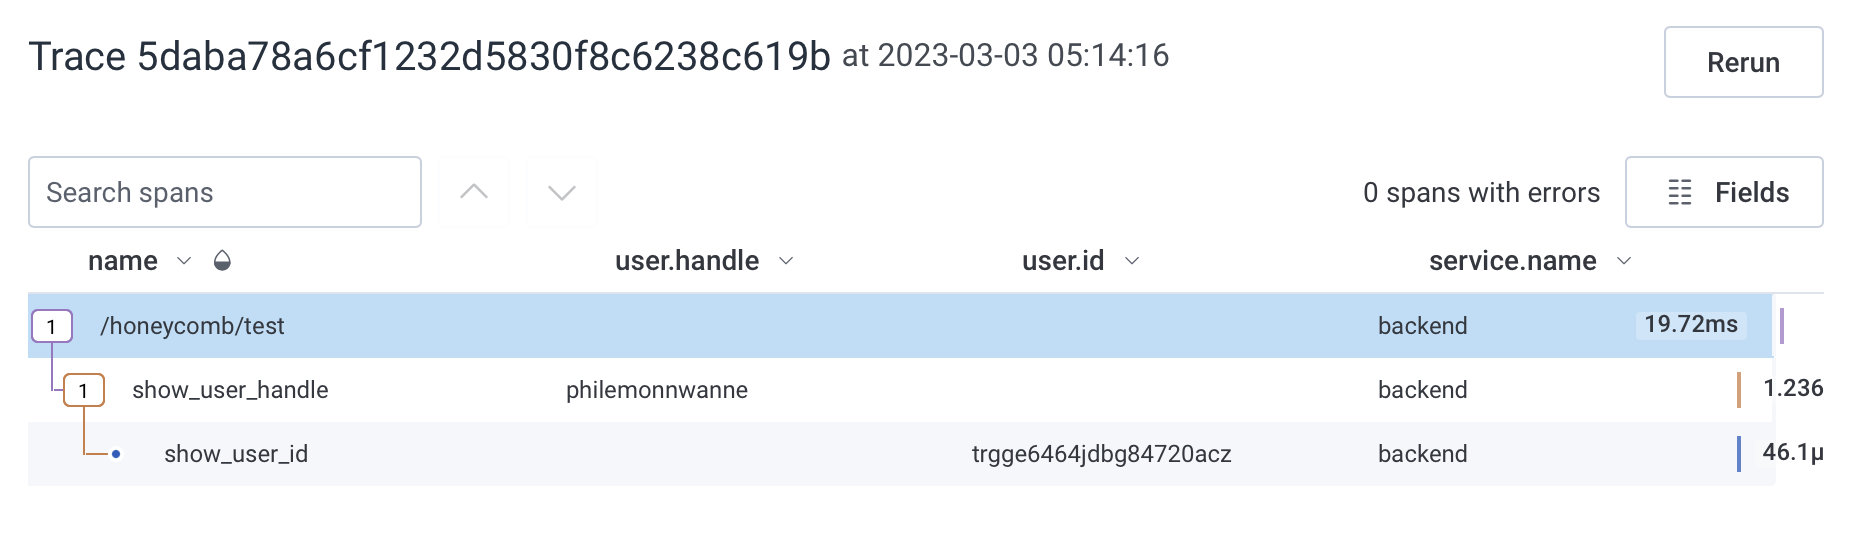 Trace 5daba78a6cf1232d5830f8c6238c619b at 2023-03-03 05:14:16
Rerun
Search spans
0 spans with errors
Fields
name user.handle user.id service.name
1 /honeycomb/test backend 19.72ms
1 show_user_handle philemonnwanne backend 1.236
show_user_id trgge6464jdbg84720acz backend 46.1μ